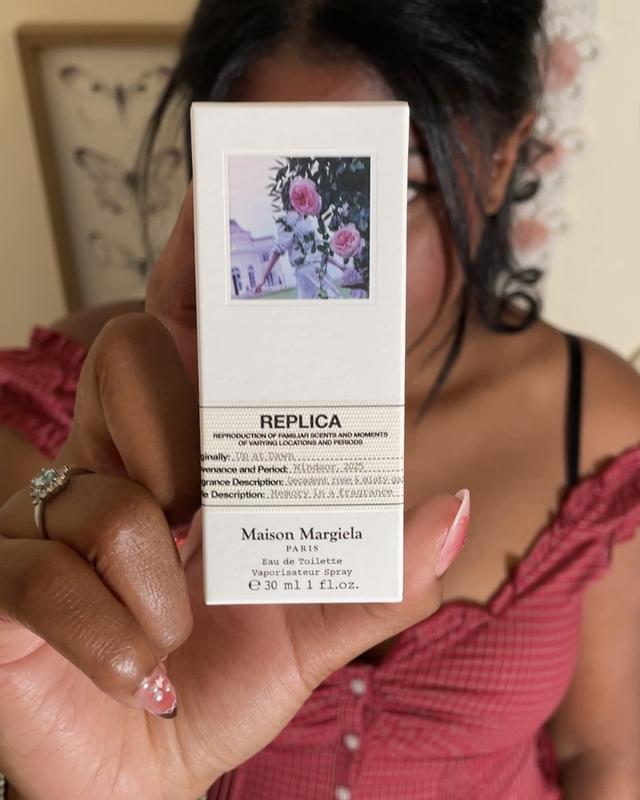 REPLICA
REPRODUCTION OF FAMILIAR SCENTS AND MOMENTS
OF VARYING LOCATIONS AND PERIODS
ginally: Up at Dawn
venance and Period: Windsor, 2025
grance Description: Decadent rose & misty gar
le Description: Memory in a fragrance
Maison Margiela
PARIS
Eau de Toilette
Vaporisateur Spray
℮ 30 ml 1 fl.oz.